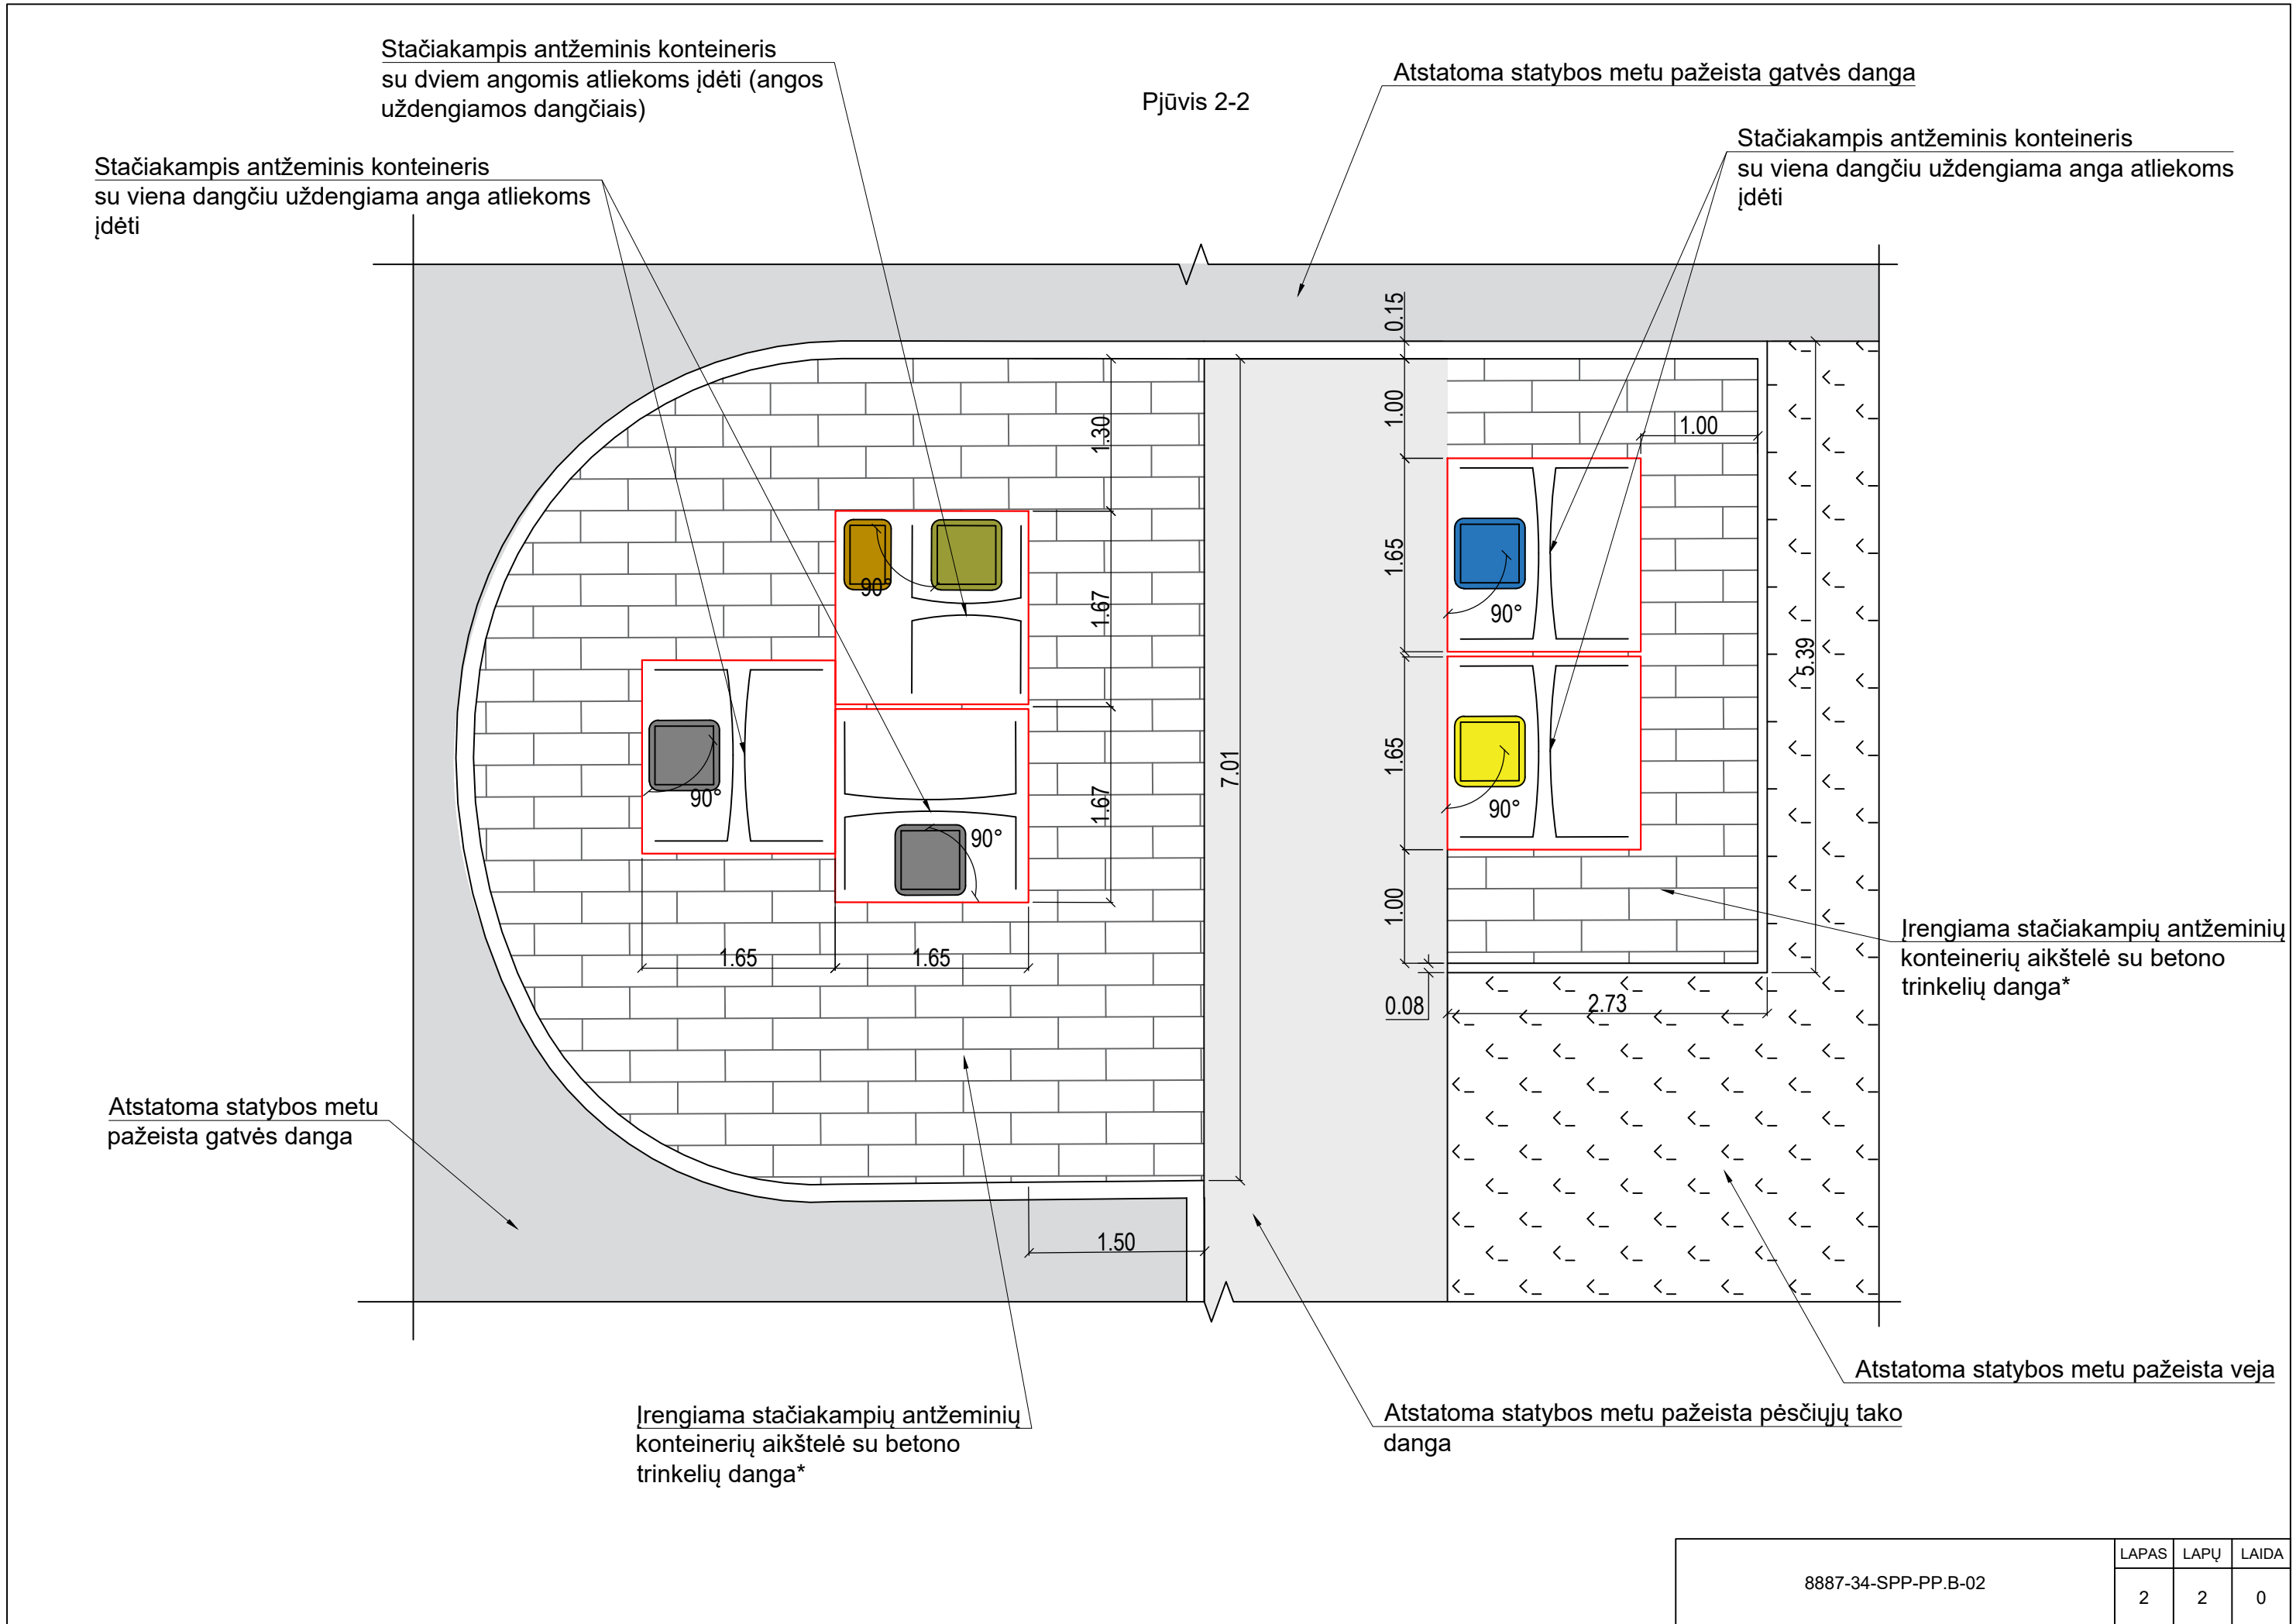 Stačiakampis antžeminis konteineris
su dviem angomis atliekoms įdėti (angos
uždengiamos dangčiais)
Pjūvis 2-2
Atstatoma statybos metu pažeista gatvės danga
Stačiakampis antžeminis konteineris
su viena dangčiu uždengiama anga atliekoms
įdėti
Stačiakampis antžeminis konteineris
su viena dangčiu uždengiama anga atliekoms
įdėti
0.15
1.00
1.30
1.00
1.65
90°
1.67
90°
5.39
7.01
1.65
90°
1.67
90°
90°
1.00
1.65
1.65
0.08
2.73
Įrengiama stačiakampių antžeminių
konteinerių aikštelė su betono
trinkelių danga*
Atstatoma statybos metu
pažeista gatvės danga
1.50
Atstatoma statybos metu pažeista veja
Įrengiama stačiakampių antžeminių
konteinerių aikštelė su betono
trinkelių danga*
Atstatoma statybos metu pažeista pėsčiųjų tako
danga
8887-34-SPP-PP.B-02
LAPAS LAPŲ LAIDA
2 2 0